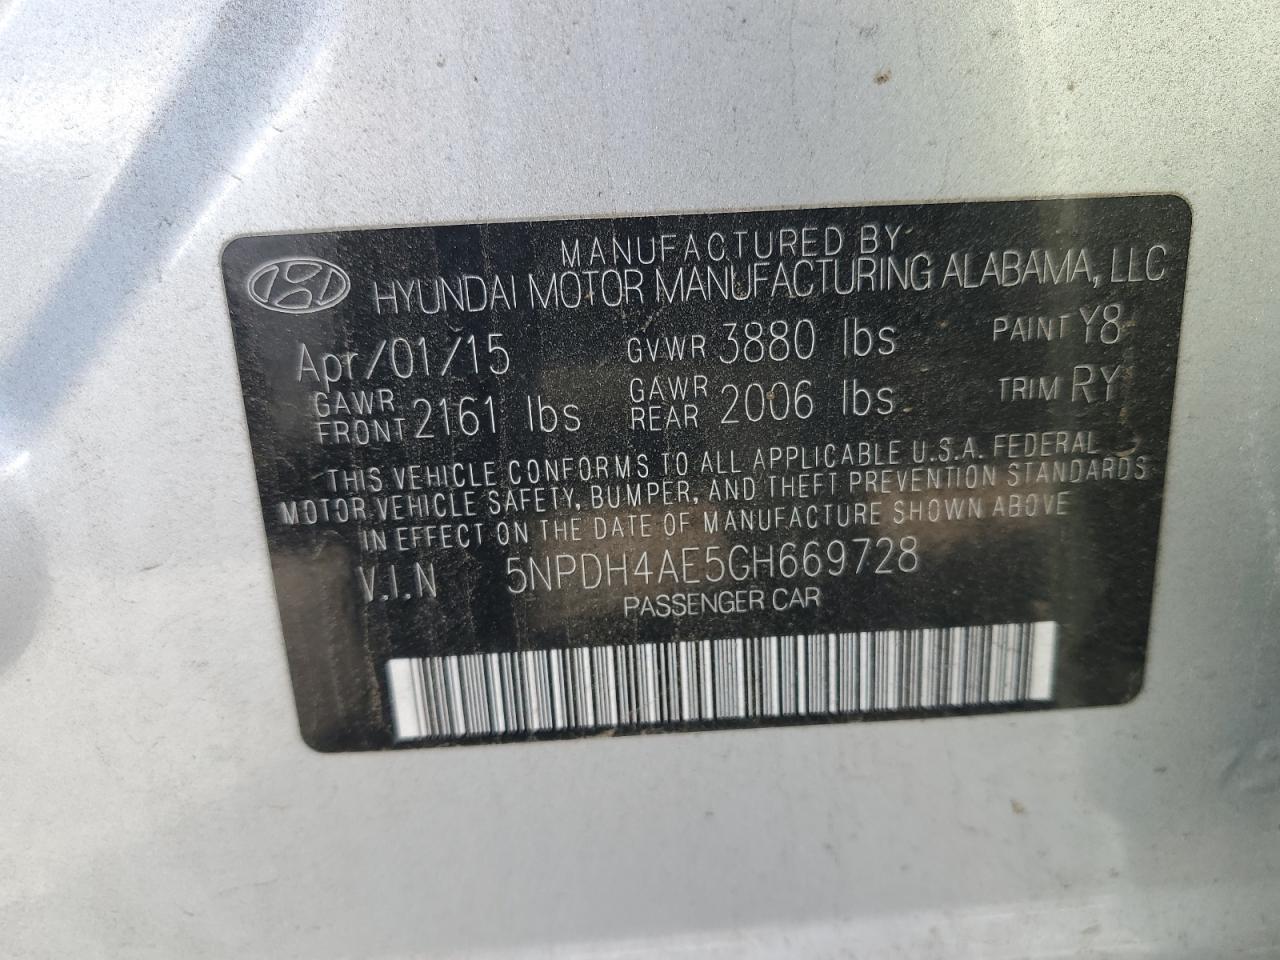 MANUFACTURED BY
HYUNDAI MOTOR MANUFACTURING ALABAMA, LLC
Apr/01/15 GVWR 3880 lbs PAINT Y8
GAWR FRONT 2161 lbs GAWR REAR 2006 lbs TRIM RY
THIS VEHICLE CONFORMS TO ALL APPLICABLE U.S.A. FEDERAL
MOTOR VEHICLE SAFETY, BUMPER, AND THEFT PREVENTION STANDARDS
IN EFFECT ON THE DATE OF MANUFACTURE SHOWN ABOVE
V.I.N 5NPDH4AE5GH669728
PASSENGER CAR